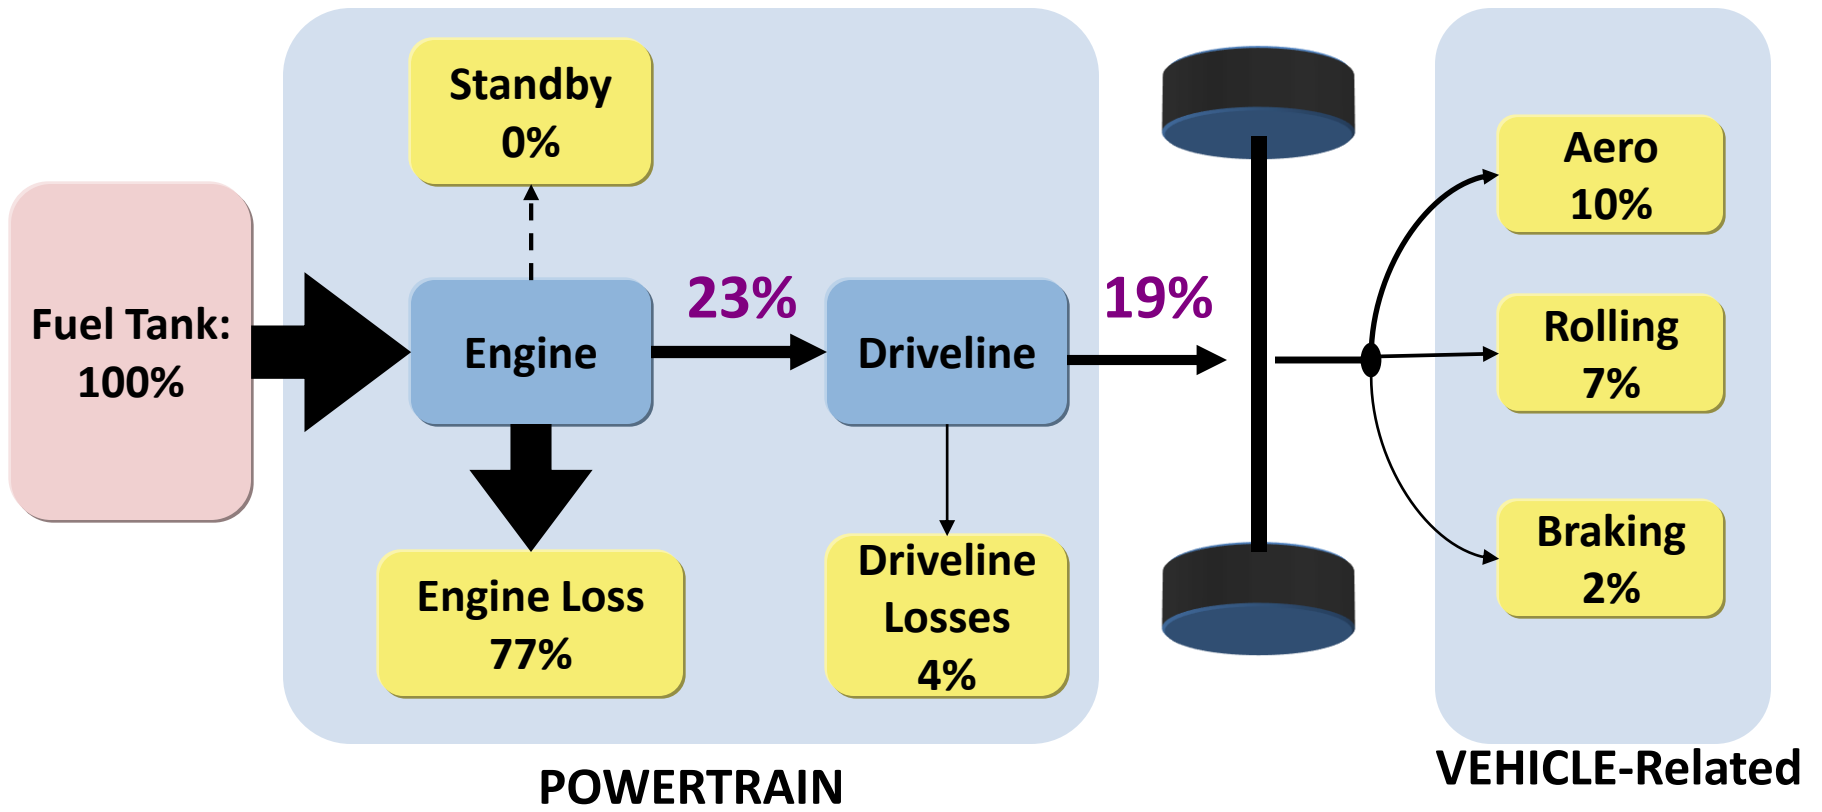 Fuel Tank:
100%
Standby
0%
Engine
Engine Loss
77%
23%
Driveline
Driveline
Losses
4%
19%
Aero
10%
Rolling
7%
Braking
2%
POWERTRAIN
VEHICLE-Related